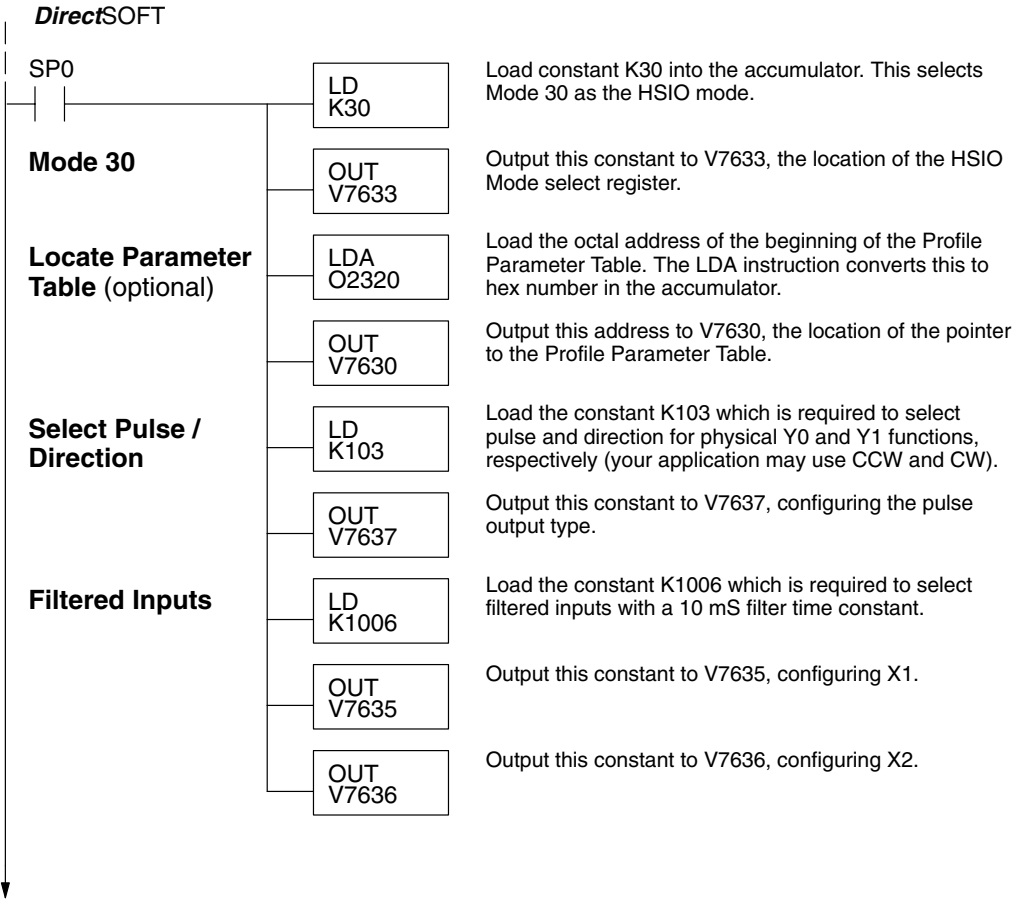 DirectSOFT
SP0
LD
K30
Load constant K30 into the accumulator. This selects
Mode 30 as the HSIO mode.
Mode 30
OUT
V7633
Output this constant to V7633, the location of the HSIO
Mode select register.
Locate Parameter
Table (optional)
LDA
O2320
Load the octal address of the beginning of the Profile
Parameter Table. The LDA instruction converts this to
hex number in the accumulator.
OUT
V7630
Output this address to V7630, the location of the pointer
to the Profile Parameter Table.
Select Pulse /
Direction
LD
K103
Load the constant K103 which is required to select
pulse and direction for physical Y0 and Y1 functions,
respectively (your application may use CCW and CW).
OUT
V7637
Output this constant to V7637, configuring the pulse
output type.
Filtered Inputs
LD
K1006
Load the constant K1006 which is required to select
filtered inputs with a 10 mS filter time constant.
OUT
V7635
Output this constant to V7635, configuring X1.
OUT
V7636
Output this constant to V7636, configuring X2.